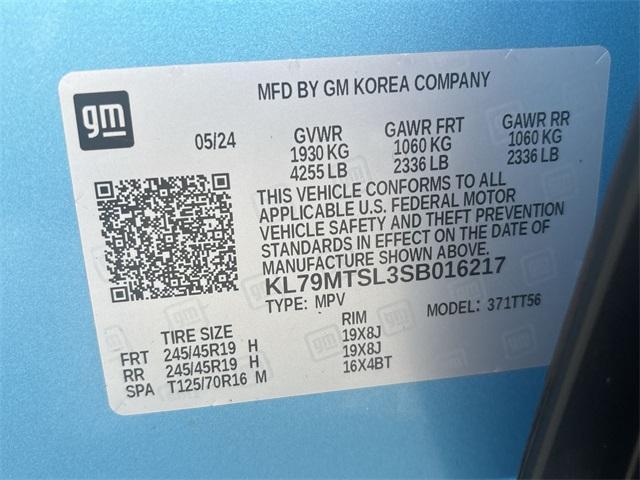 gm
MFD BY GM KOREA COMPANY
05/24
GVWR
1930 KG
4255 LB
GAWR FRT
1060 KG
2336 LB
GAWR RR
1060 KG
2336 LB
THIS VEHICLE CONFORMS TO ALL
APPLICABLE U.S. FEDERAL MOTOR
VEHICLE SAFETY AND THEFT PREVENTION
STANDARDS IN EFFECT ON THE DATE OF
MANUFACTURE SHOWN ABOVE.
KL79MTSL3SB016217
TYPE: MPV
MODEL: 371TT56
TIRE SIZE RIM
FRT 245/45R19 H 19X8J
RR 245/45R19 H 19X8J
SPA T125/70R16 M 16X4BT